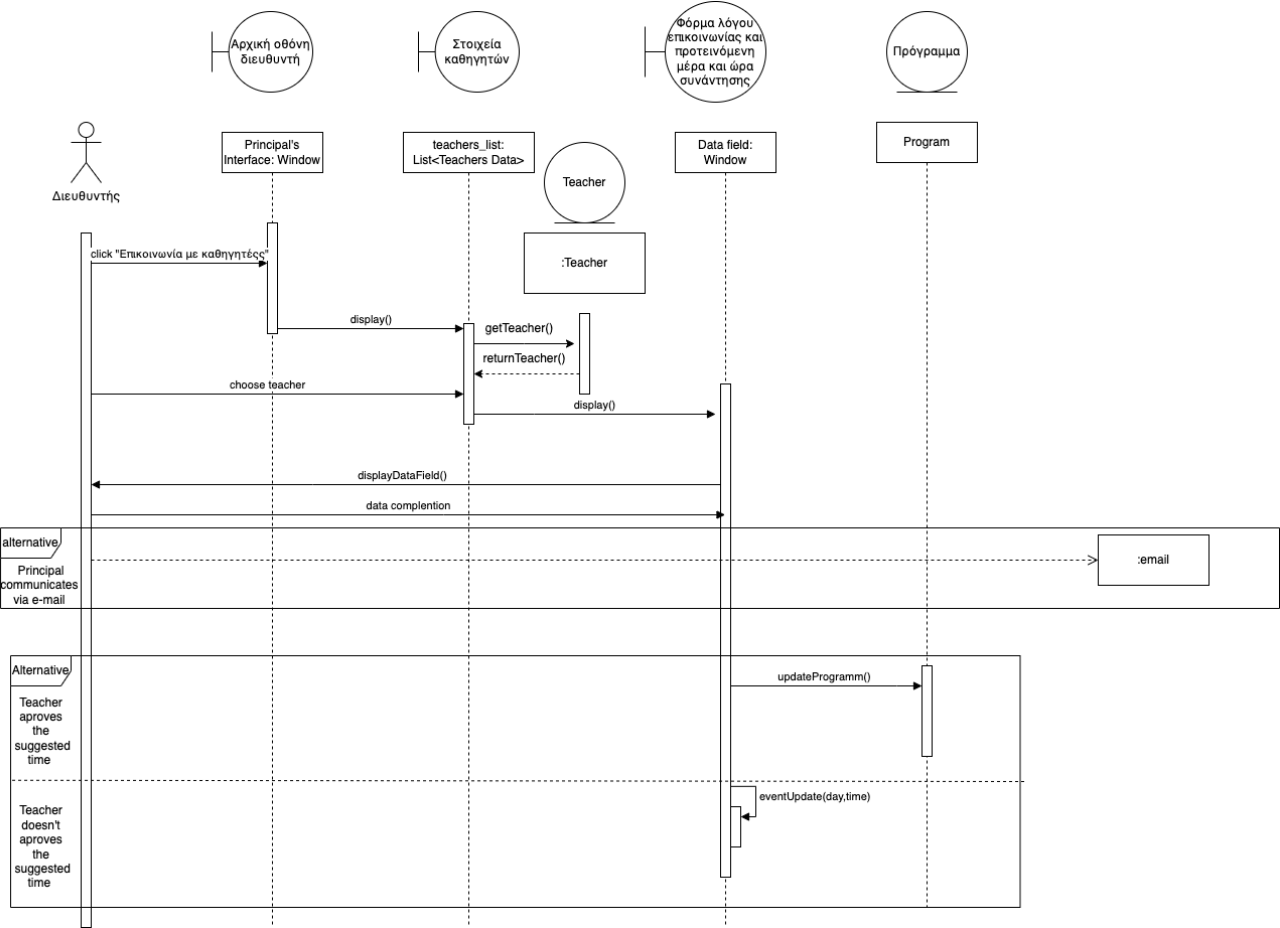 Αρχική οθόνη
διευθυντή
Στοιχεία
καθηγητών
Φόρμα λόγου
επικοινωνίας και
προτεινόμενη
μέρα και ώρα
συνάντησης
Πρόγραμμα
Διευθυντής
Principal's
Interface: Window
teachers_list:
List<Teachers Data>
Teacher
:Teacher
Data field:
Window
Program
click "Επικοινωνία με καθηγητέςς"
display()
getTeacher()
returnTeacher()
choose teacher
display()
displayDataField()
data complention
alternative
Principal
communicates
via e-mail
:email
Alternative
Teacher
aproves
the
suggested
time
updateProgramm()
eventUpdate(day,time)
Teacher
doesn't
aproves
the
suggested
time